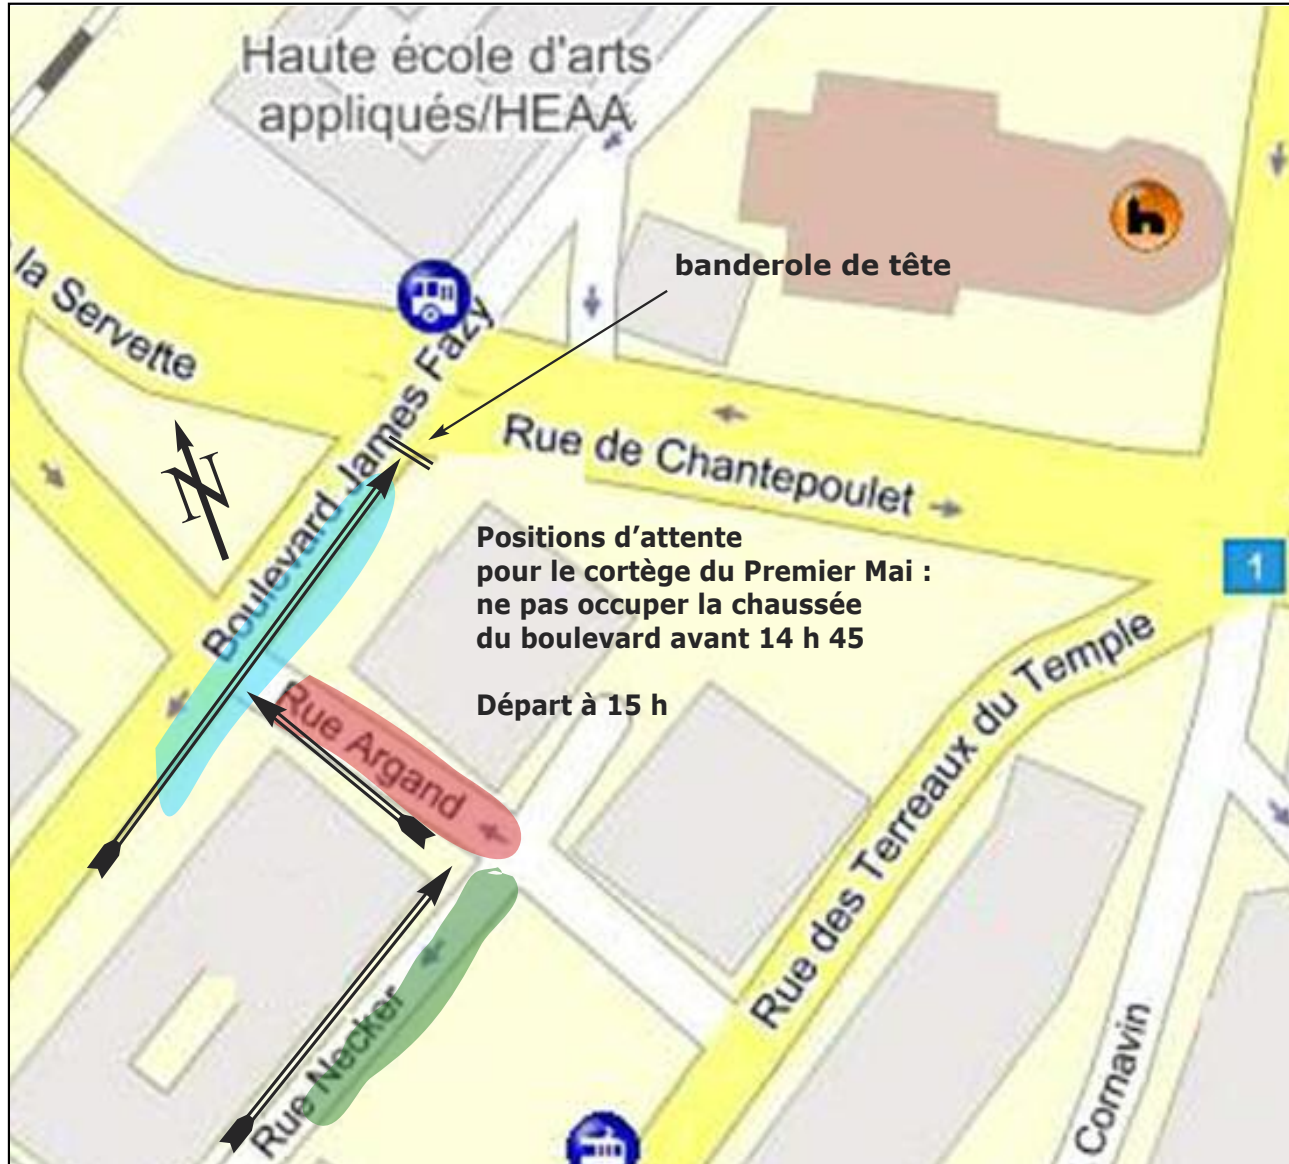 Haute école d'arts
appliqués/HEAA
banderole de tête
la Servette
Boulevard James Fazy
Rue de Chantepoulet
N
Positions d’attente
pour le cortège du Premier Mai :
ne pas occuper la chaussée
du boulevard avant 14 h 45
Départ à 15 h
1
Rue Argand
Rue des Terreaux du Temple
Rue Necker
Cornavin